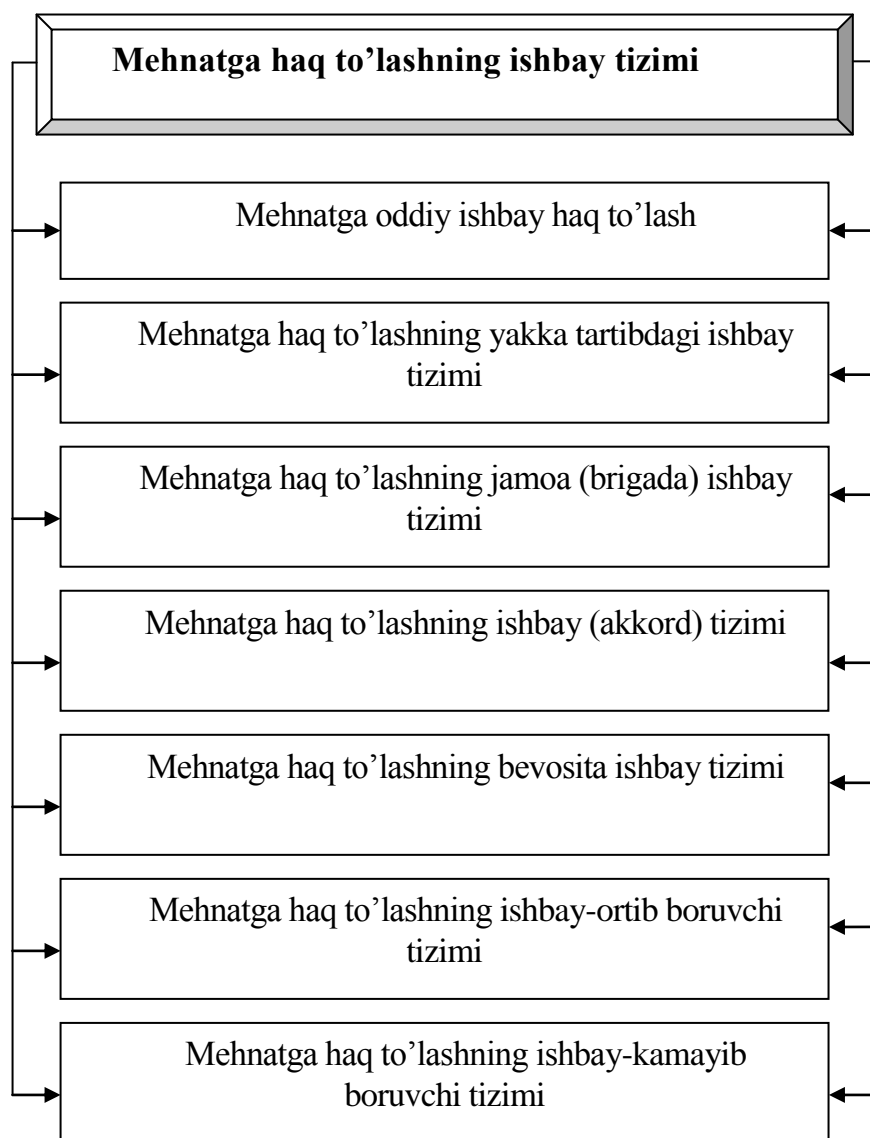 Mehnatga haq to’lashning ishbay tizimi
Mehnatga oddiy ishbay haq to’lash
Mehnatga haq to’lashning yakka tartibdagi ishbay
tizimi
Mehnatga haq to’lashning jamoa (brigada) ishbay
tizimi
Mehnatga haq to’lashning ishbay (akkord) tizimi
Mehnatga haq to’lashning bevosita ishbay tizimi
Mehnatga haq to’lashning ishbay-ortib boruvchi
tizimi
Mehnatga haq to’lashning ishbay-kamayib
boruvchi tizimi